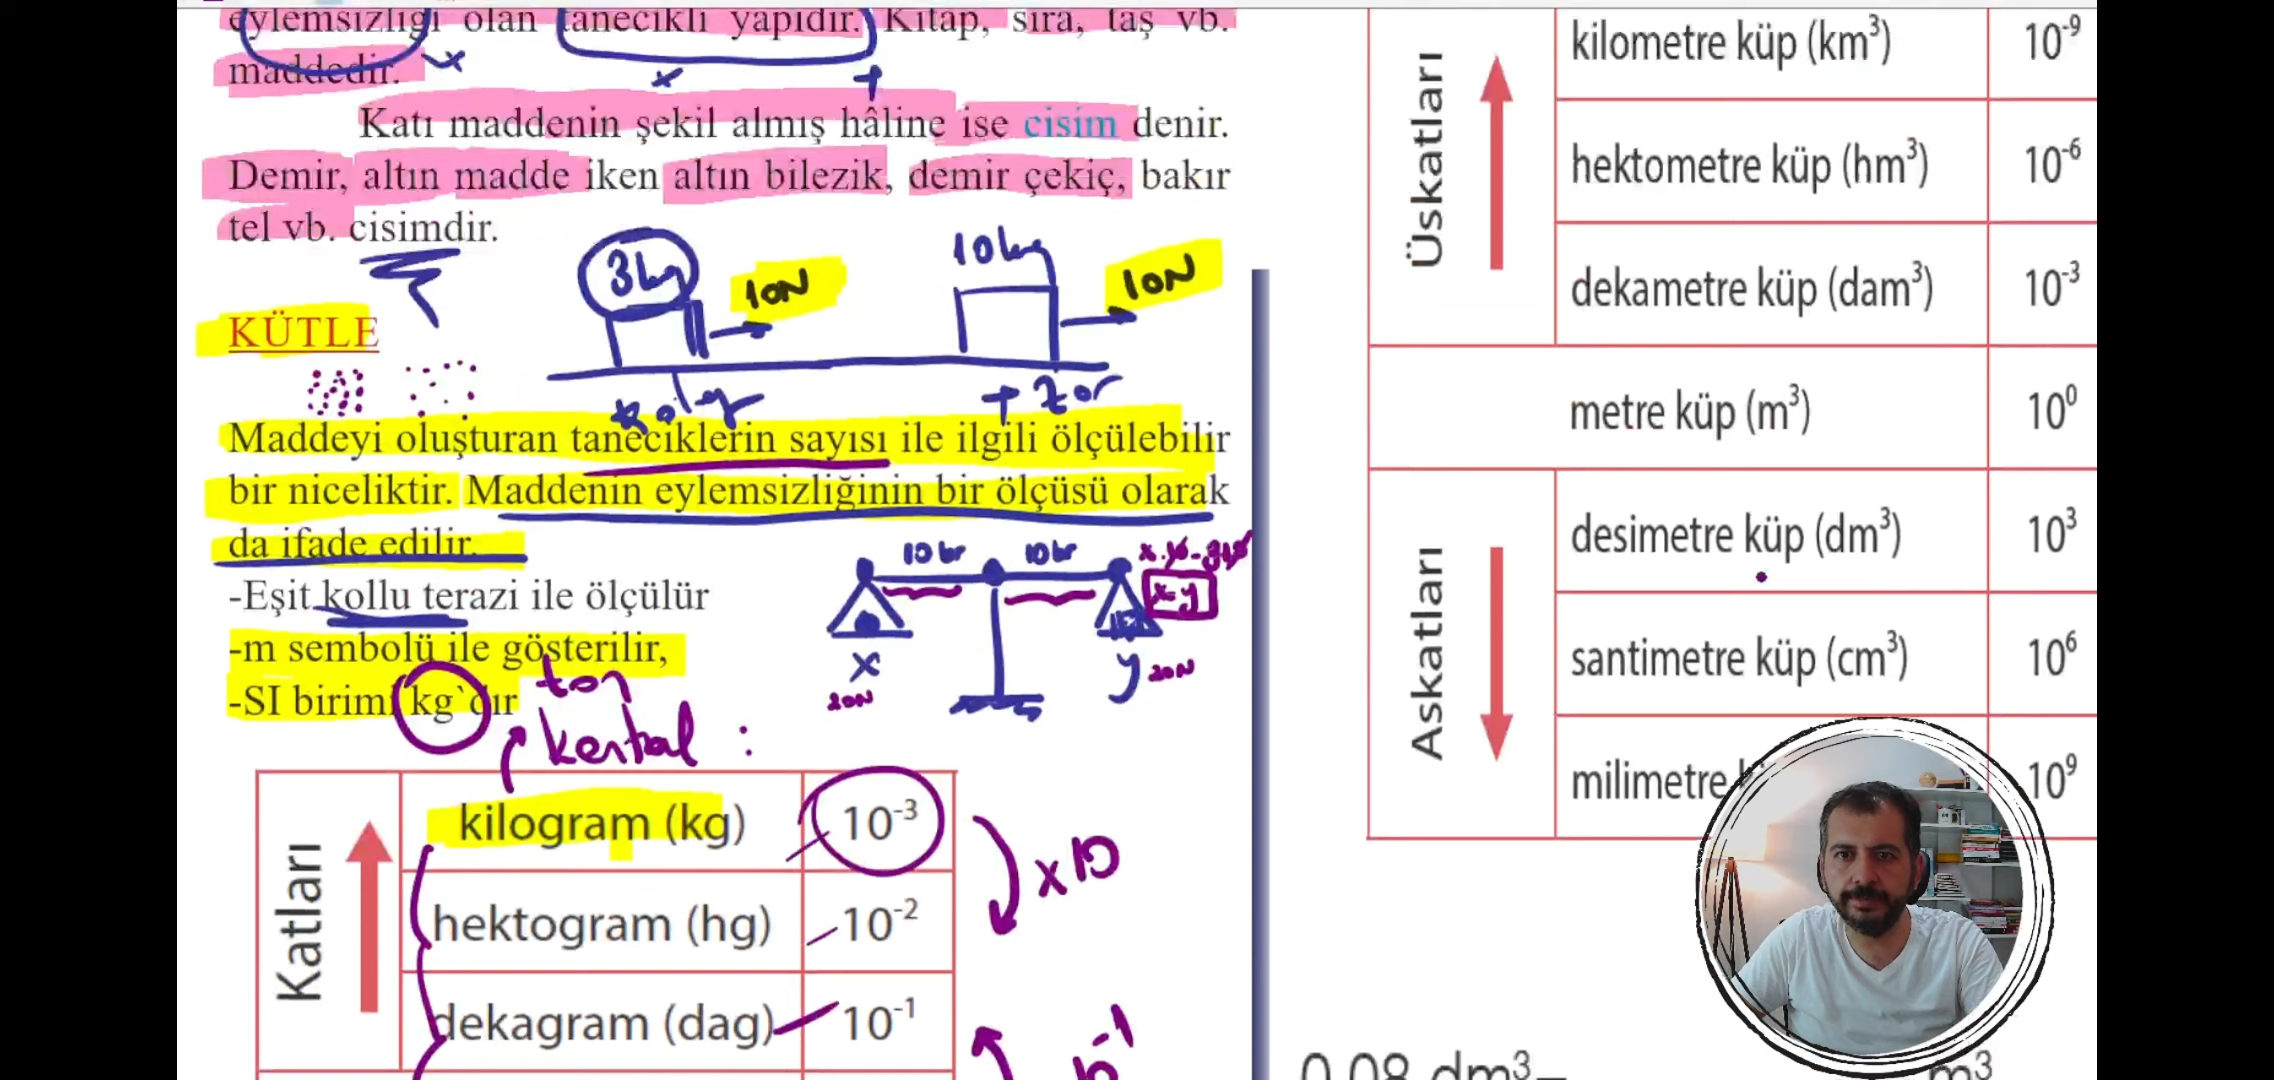 eylemsizliği olan tanecikli yapıdır. Kitap, sıra, taş vb.
maddedir.
Katı maddenin şekil almış hâline ise cisim denir.
Demir, altın madde iken altın bilezik, demir çekiç, bakır
tel vb. cisimdir.
3kg
10N
10kg
10N
KÜTLE
kolay
+ zor
Maddeyi oluşturan taneciklerin sayısı ile ilgili ölçülebilir
bir niceliktir. Maddenin eylemsizliğinin bir ölçüsü olarak
da ifade edilir.
10 br
10 br
x=y
-Eşit kollu terazi ile ölçülür
-m sembolü ile gösterilir,
-SI birimi kg`dır
x
20N
y
20N
ton
kental :
Katları
kilogram (kg) 10-3
hektogram (hg) 10-2
dekagram (dag) 10-1
x10
Üskatları
kilometre küp (km³) 10-9
hektometre küp (hm³) 10-6
dekametre küp (dam³) 10-3
metre küp (m³) 10⁰
Askatları
desimetre küp (dm³) 10³
santimetre küp (cm³) 10⁶
milimetre 10⁹
0,08 dm³= m³